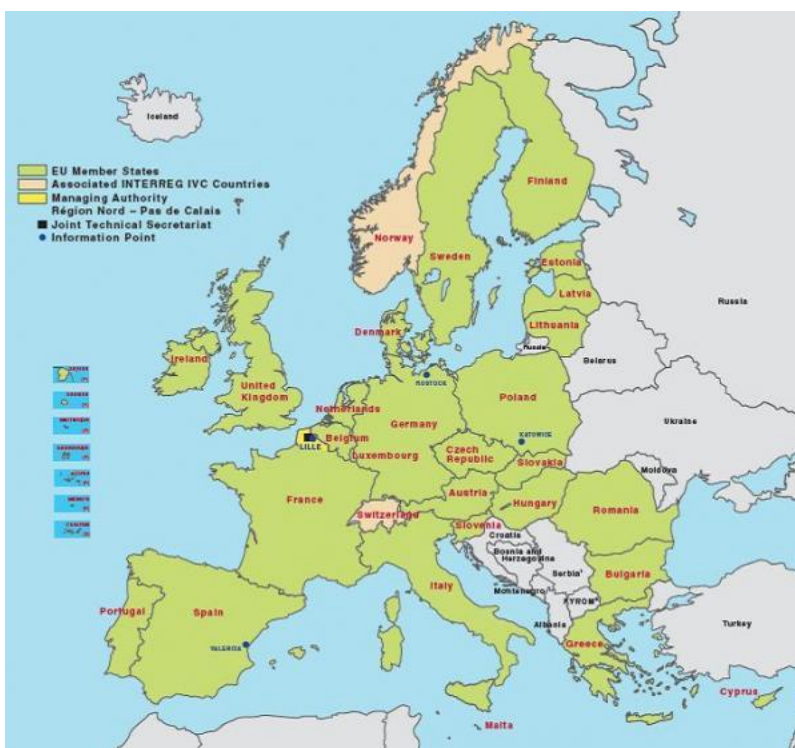 Iceland
EU Member States
Associated INTERREG IVC Countries
Managing Authority
Région Nord – Pas de Calais
Joint Technical Secretariat
Information Point
Finland
Norway
Sweden
Estonia
Russia
Latvia
Denmark
Lithuania
Russia
Ireland
Belarus
United
Kingdom
ROSTOCK
Netherlands
Poland
Germany
Ukraine
Belgium
KATOWICE
LILLE
Luxembourg
Czech
Republic
Slovakia
Moldova
Austria
France
Hungary
Switzerland
Romania
Slovenia
Croatia
Bosnia and
Herzegovina
Serbia¹
Bulgaria
Italy
Montenegro
FYROM
Portugal
Spain
Albania
Turkey
Greece
VALENCIA
Cyprus
Malta